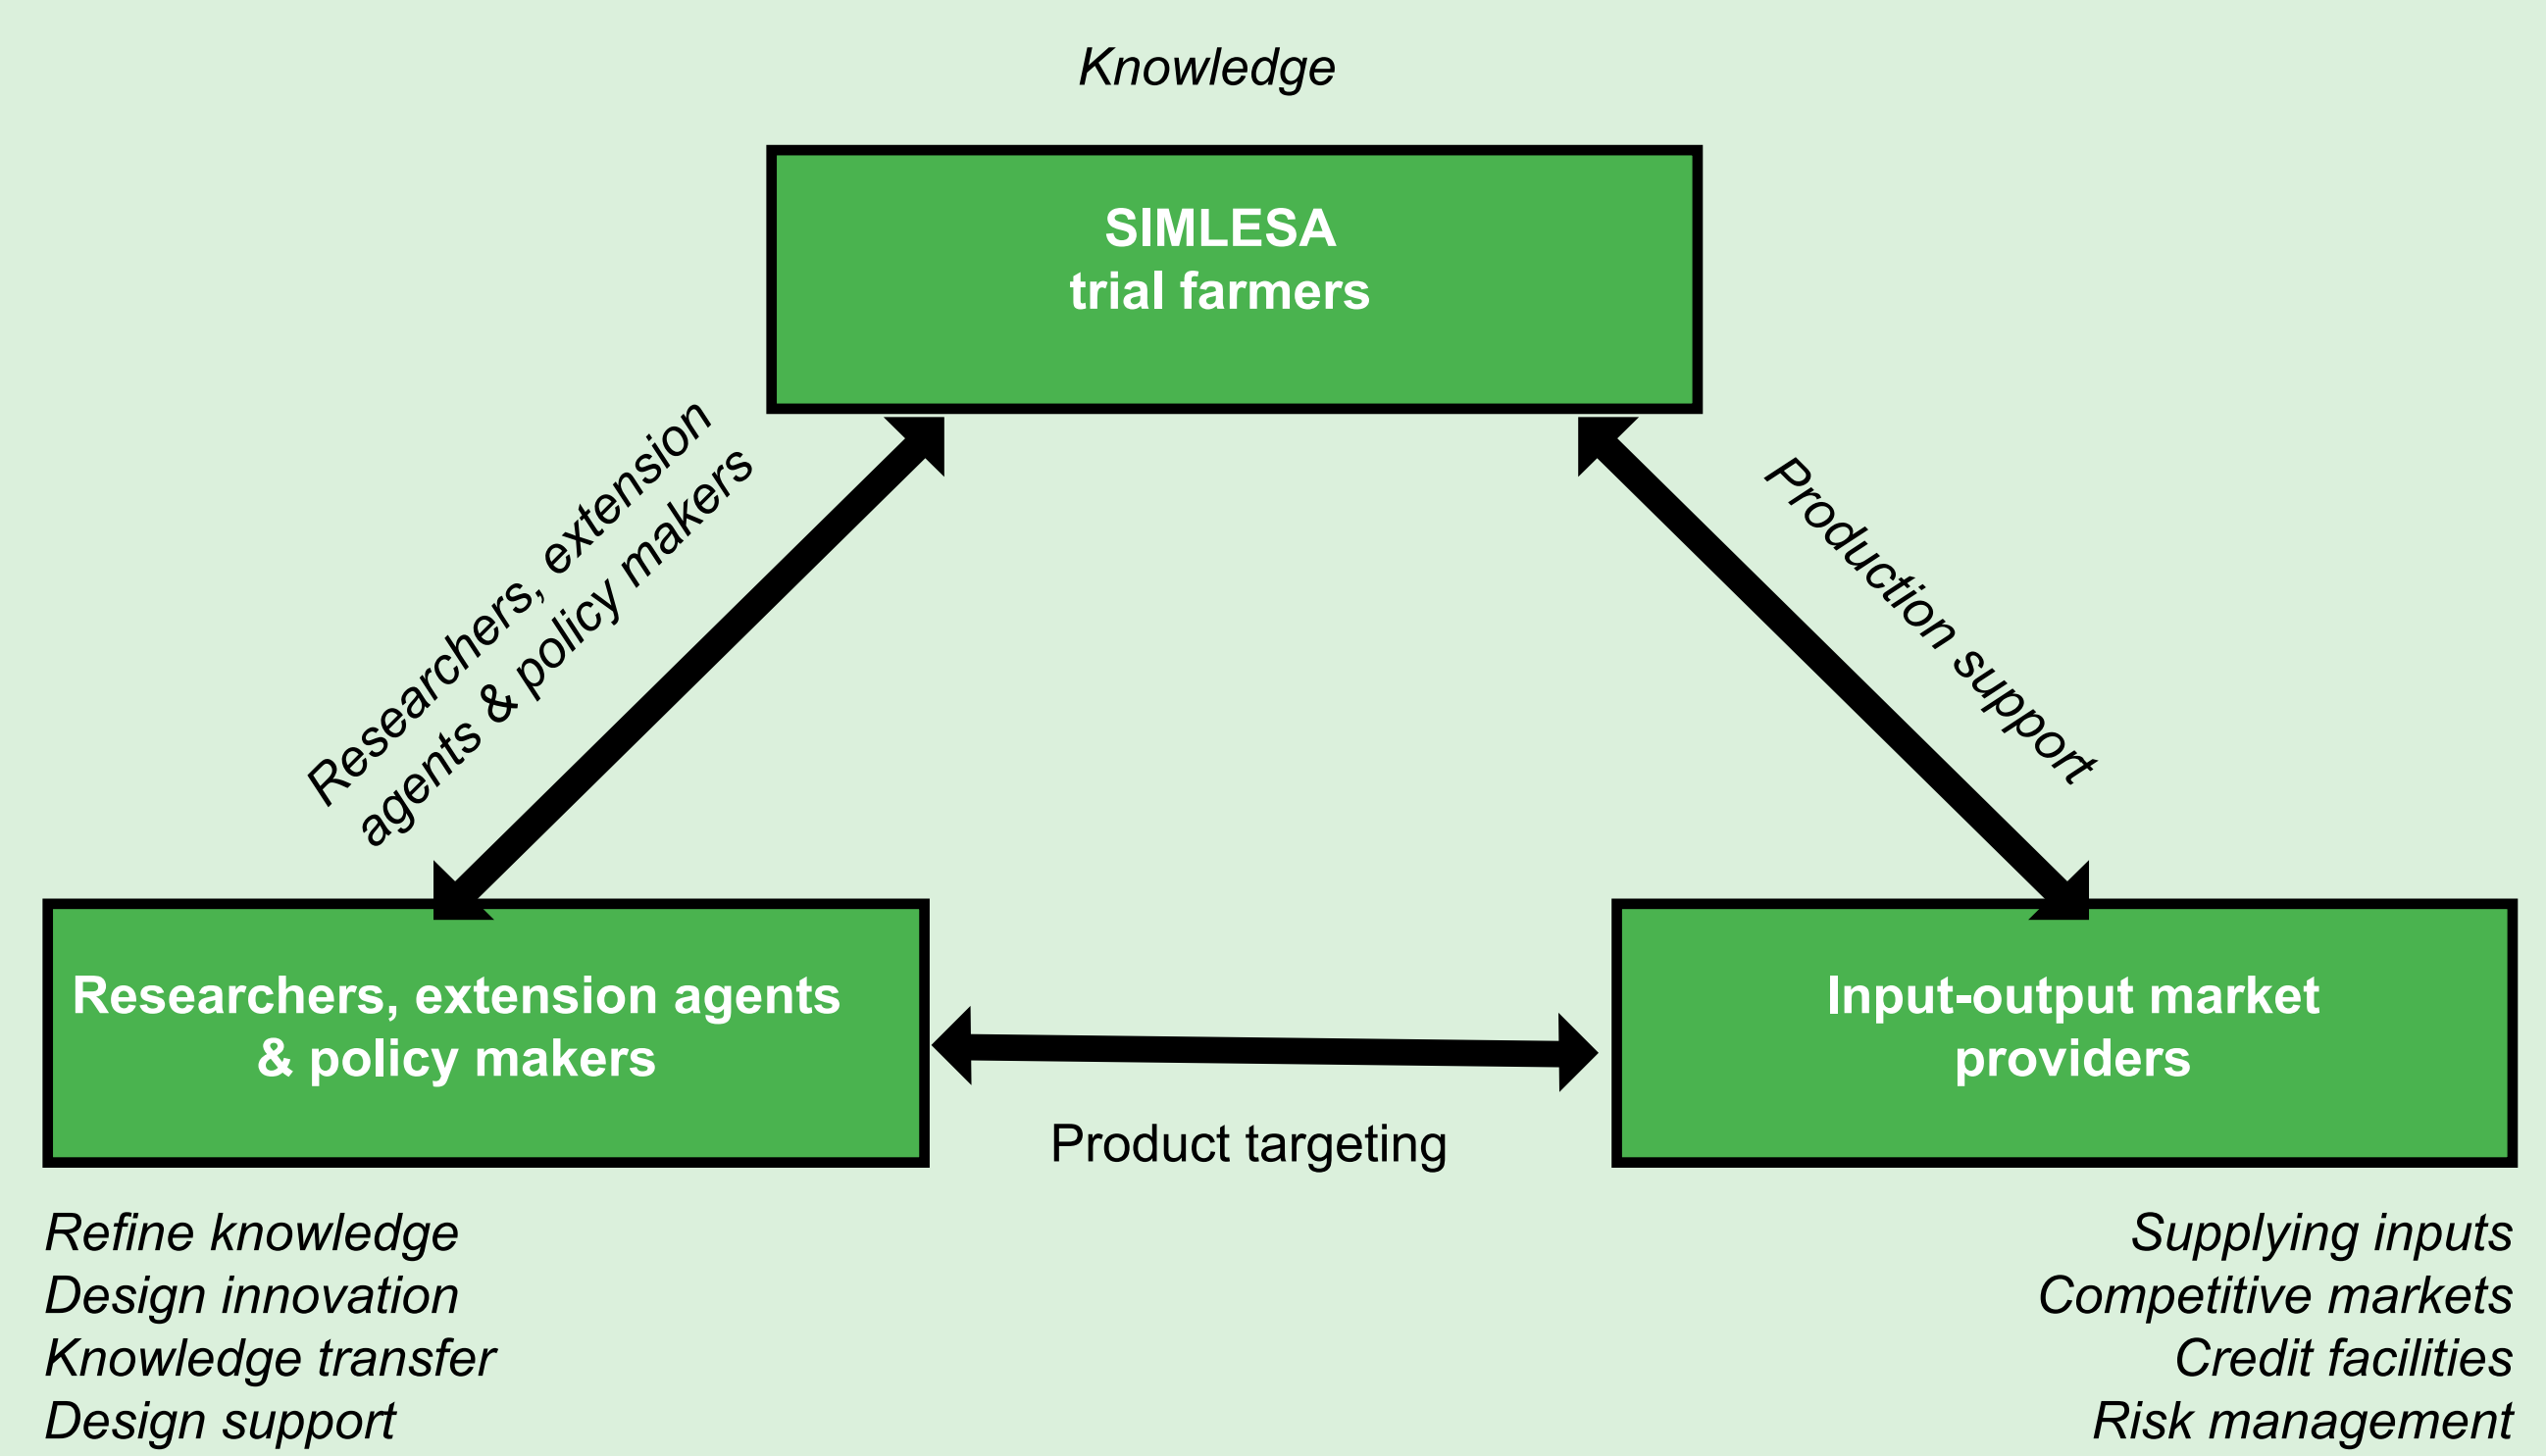 Knowledge
SIMLESA
trial farmers
Researchers, extension
agents & policy makers
Production support
Researchers, extension agents
& policy makers
Input-output market
providers
Product targeting
Refine knowledge
Design innovation
Knowledge transfer
Design support
Supplying inputs
Competitive markets
Credit facilities
Risk management